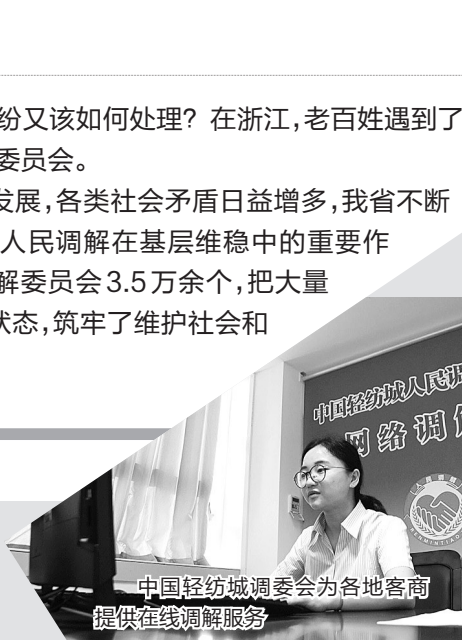 纷又该如何处理？在浙江，老百姓遇到了
委员会。
发展，各类社会矛盾日益增多，我省不断
人民调解在基层维稳中的重要作
解委员会3.5万余个，把大量
状态，筑牢了维护社会和
中国轻纺城人民调
网络调
人民调解
RENMINTIAO
中国轻纺城调委会为各地客商
提供在线调解服务